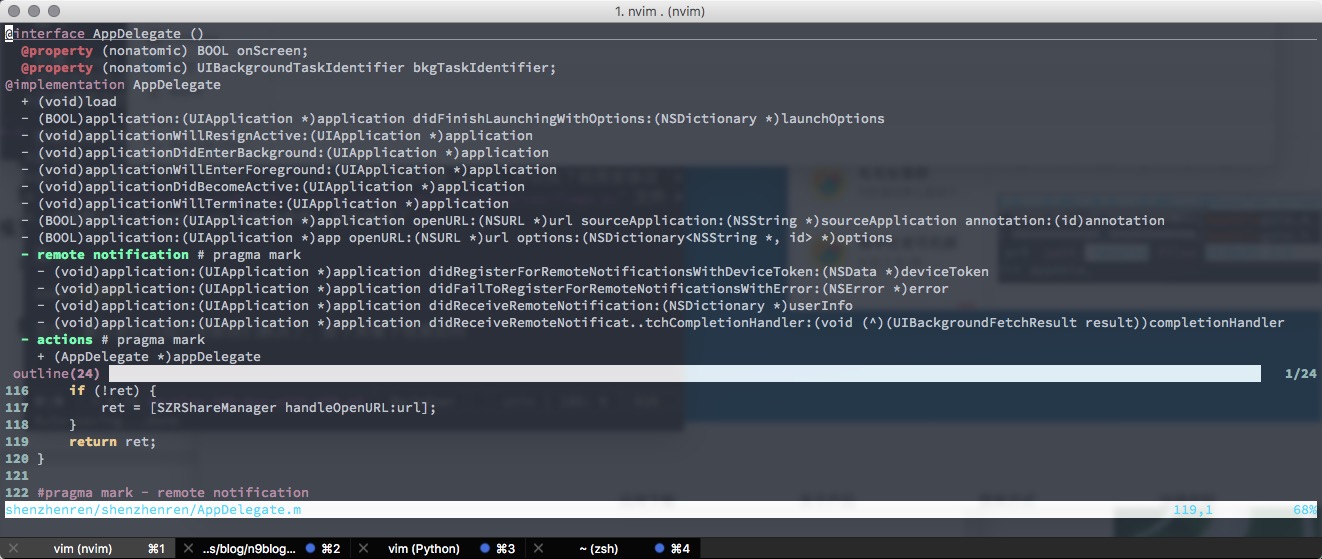 1. nvim . (nvim)
@interface AppDelegate ()
@property (nonatomic) BOOL onScreen;
@property (nonatomic) UIBackgroundTaskIdentifier bkgTaskIdentifier;
@implementation AppDelegate
+ (void)load
- (BOOL)application:(UIApplication *)application didFinishLaunchingWithOptions:(NSDictionary *)launchOptions
- (void)applicationWillResignActive:(UIApplication *)application
- (void)applicationDidEnterBackground:(UIApplication *)application
- (void)applicationWillEnterForeground:(UIApplication *)application
- (void)applicationDidBecomeActive:(UIApplication *)application
- (void)applicationWillTerminate:(UIApplication *)application
- (BOOL)application:(UIApplication *)application openURL:(NSURL *)url sourceApplication:(NSString *)sourceApplication annotation:(id)annotation
- (BOOL)application:(UIApplication *)app openURL:(NSURL *)url options:(NSDictionary<NSString *, id> *)options
- remote notification # pragma mark
- (void)application:(UIApplication *)application didRegisterForRemoteNotificationsWithDeviceToken:(NSData *)deviceToken
- (void)application:(UIApplication *)application didFailToRegisterForRemoteNotificationsWithError:(NSError *)error
- (void)application:(UIApplication *)application didReceiveRemoteNotification:(NSDictionary *)userInfo
- (void)application:(UIApplication *)application didReceiveRemoteNotificat..tchCompletionHandler:(void (^)(UIBackgroundFetchResult result))completionHandler
- actions # pragma mark
+ (AppDelegate *)appDelegate
outline(24) 1/24
116 if (!ret) {
117 ret = [SZRShareManager handleOpenURL:url];
118 }
119 return ret;
120 }
121
122 #pragma mark - remote notification
shenzhenren/shenzhenren/AppDelegate.m 119,1 68%
vim (nvim) ⌘1 ..s/blog/n9blog... ⌘2 vim (Python) ⌘3 ~ (zsh) ⌘4